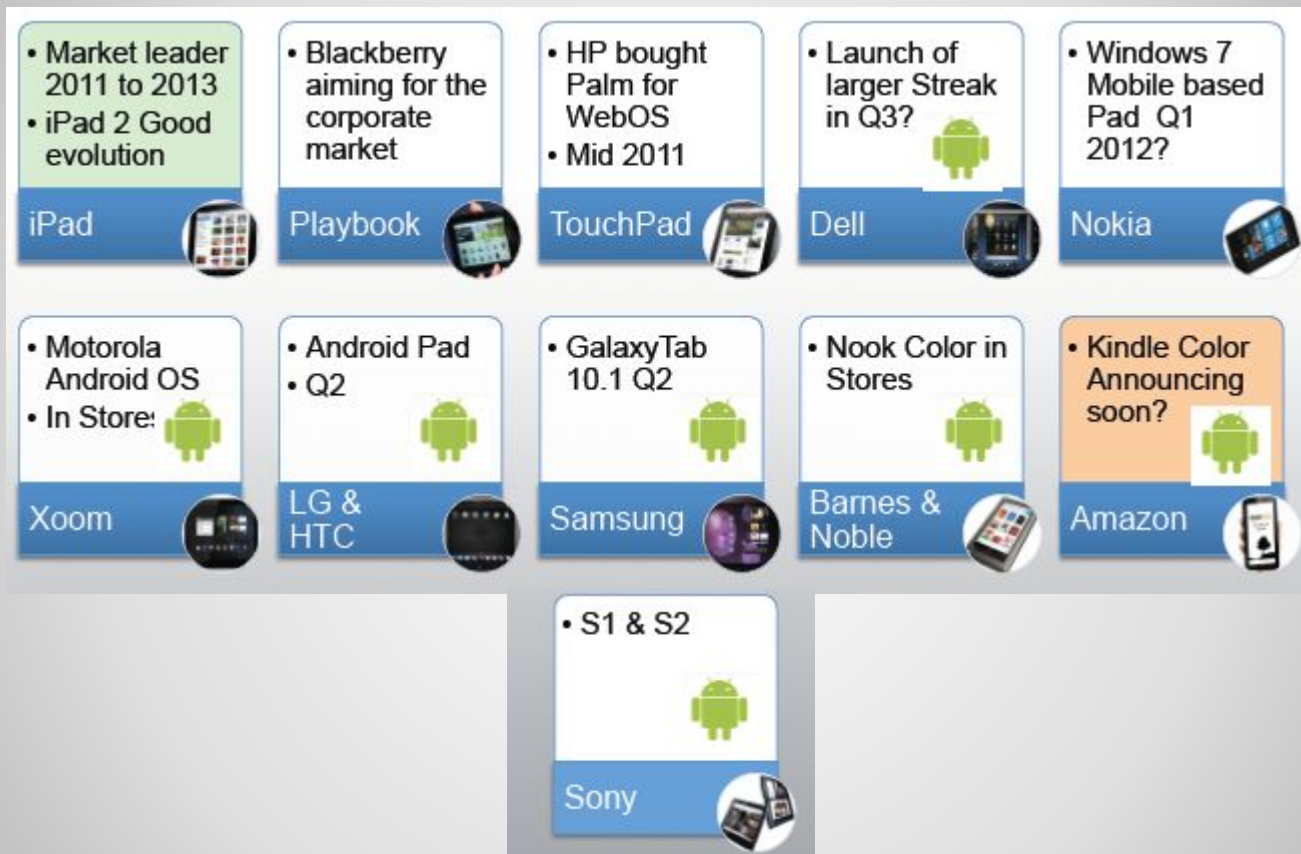 • Market leader
2011 to 2013
• iPad 2 Good
evolution
iPad
• Blackberry
aiming for the
corporate
market
Playbook
• HP bought
Palm for
WebOS
• Mid 2011
TouchPad
• Launch of
larger Streak
in Q3?
Dell
• Windows 7
Mobile based
Pad Q1
2012?
Nokia
• Motorola
Android OS
• In Stores
Xoom
• Android Pad
• Q2
LG &
HTC
• GalaxyTab
10.1 Q2
Samsung
• Nook Color in
Stores
Barnes &
Noble
• Kindle Color
Announcing
soon?
Amazon
• S1 & S2
Sony